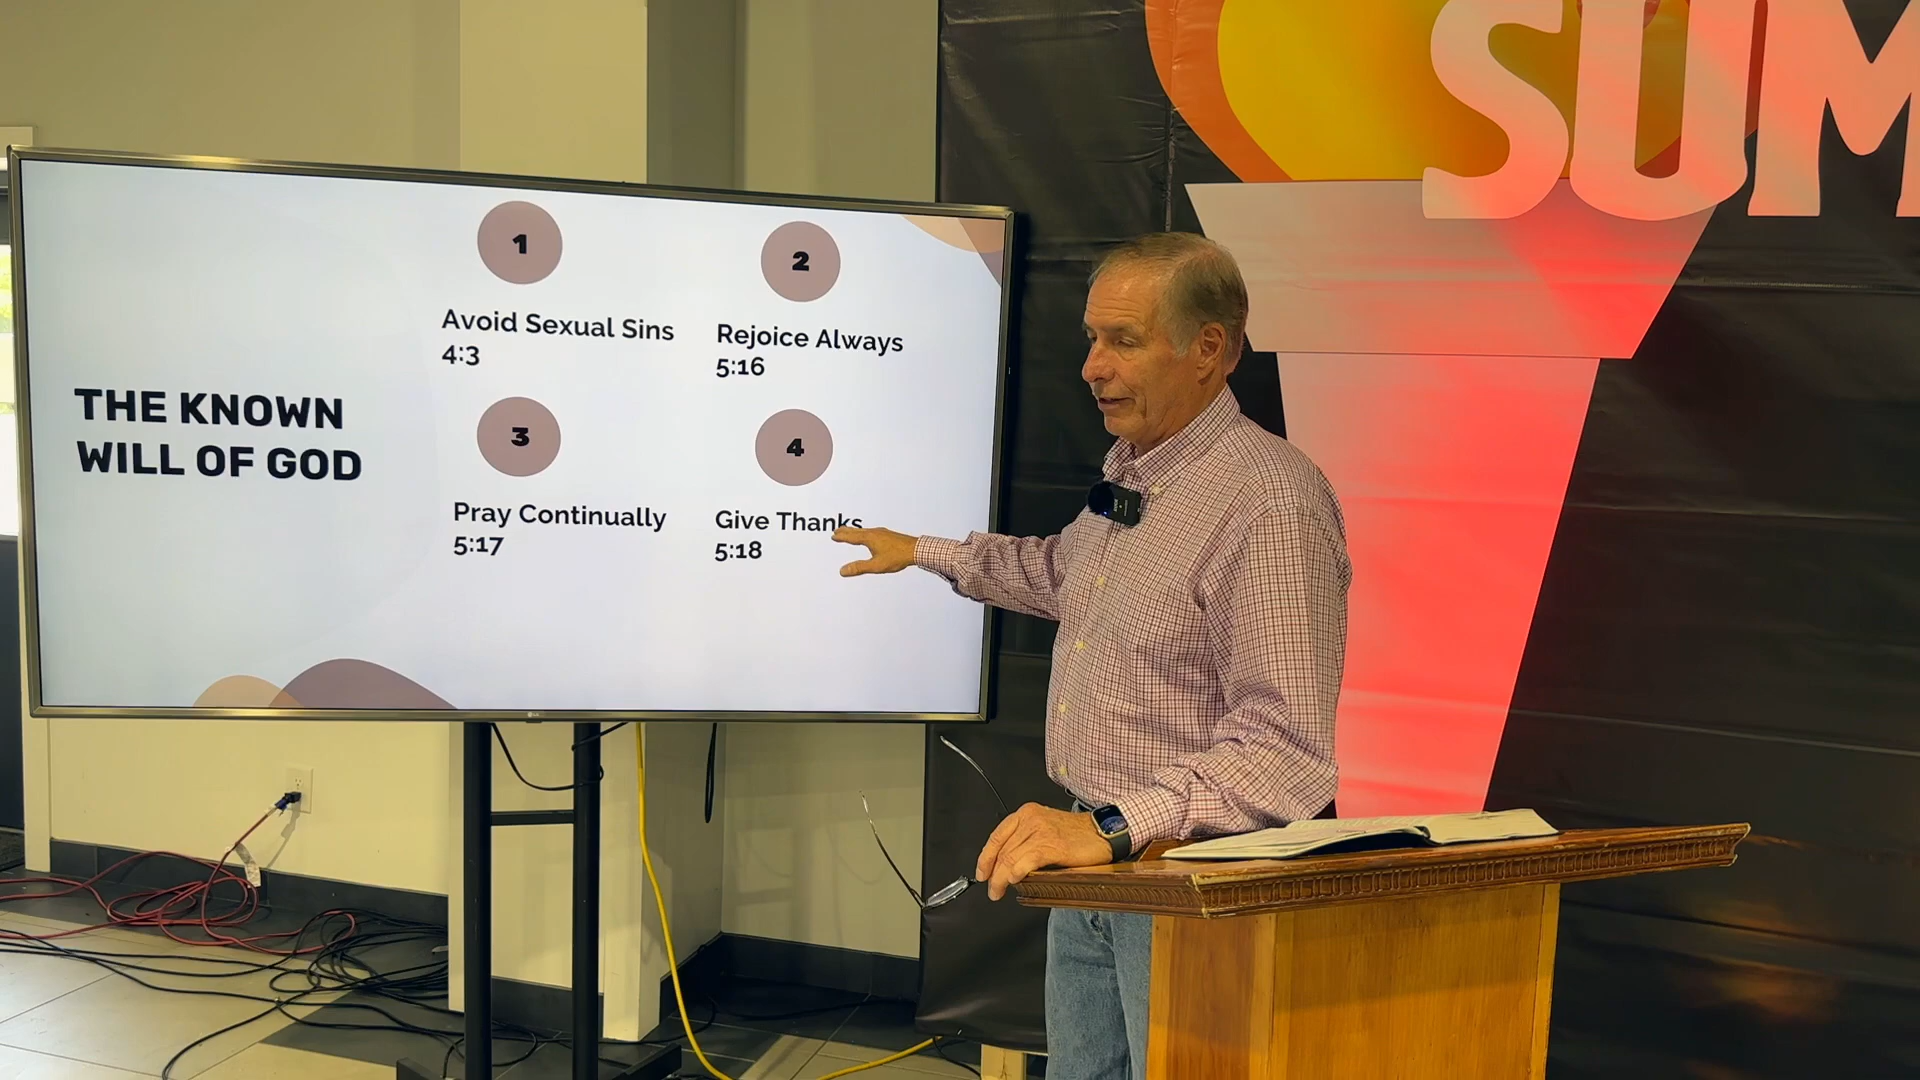 THE KNOWN
WILL OF GOD
1
Avoid Sexual Sins
4:3
2
Rejoice Always
5:16
3
Pray Continually
5:17
4
Give Thanks
5:18
SUM